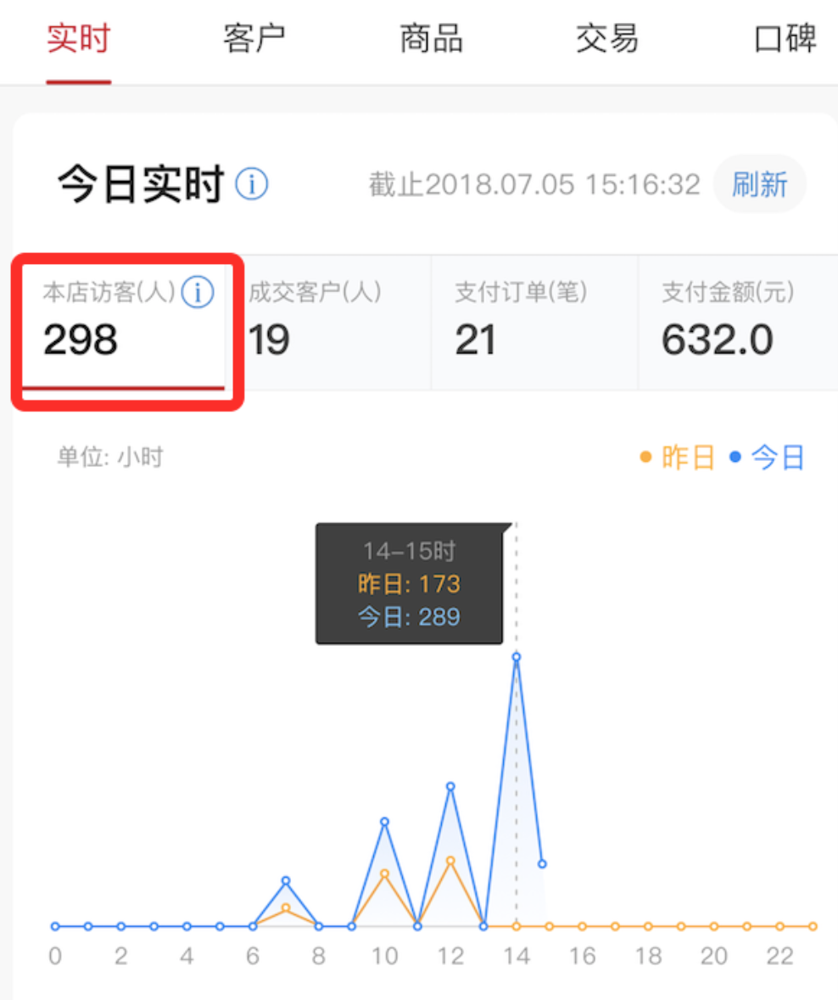 实时 客户 商品 交易 口碑
今日实时 i 截止2018.07.05 15:16:32 刷新
本店访客(人) i 成交客户(人) 支付订单(笔) 支付金额(元)
298 19 21 632.0
单位: 小时 昨日 今日
14-15时
昨日: 173
今日: 289
0 2 4 6 8 10 12 14 16 18 20 22